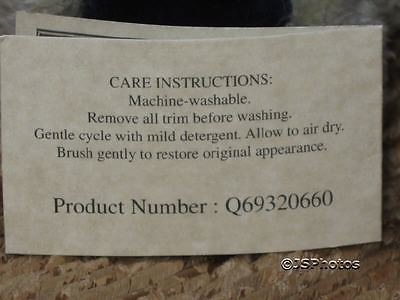 CARE INSTRUCTIONS:
Machine-washable.
Remove all trim before washing.
Gentle cycle with mild detergent. Allow to air dry.
Brush gently to restore original appearance.
Product Number : Q69320660
©JSPhotos